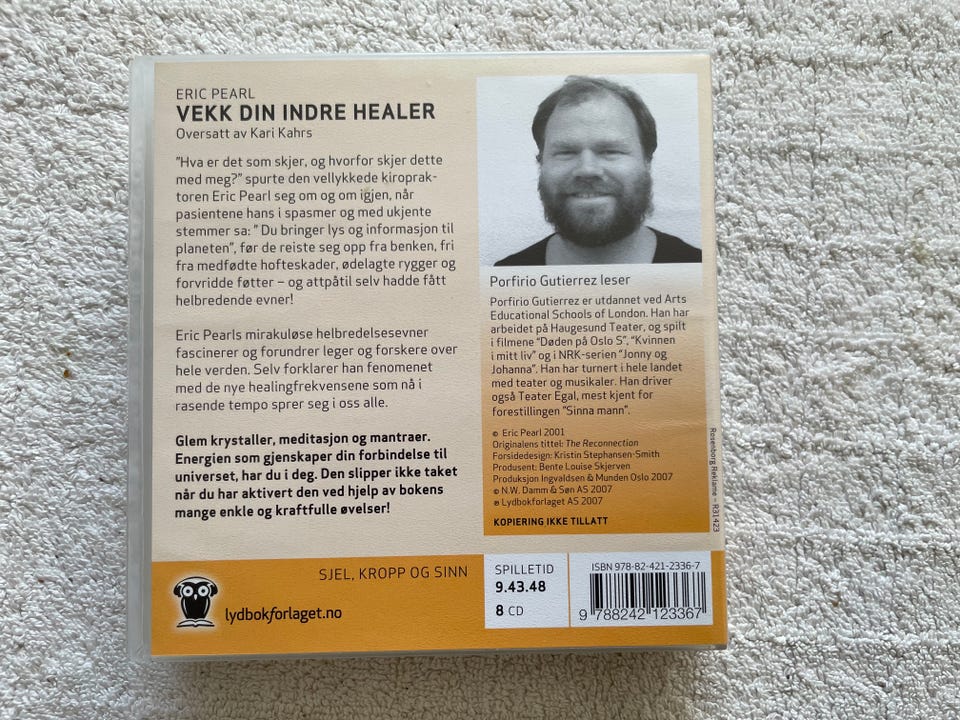 ERIC PEARL
VEKK DIN INDRE HEALER
Oversatt av Kari Kahrs
"Hva er det som skjer, og hvorfor skjer dette
med meg?" spurte den vellykkede kiroprak-
toren Eric Pearl seg om og om igjen, når
pasientene hans i spasmer og med ukjente
stemmer sa: " Du bringer lys og informasjon til
planeten", før de reiste seg opp fra benken, fri
fra medfødte hofteskader, ødelagte rygger og
forvridde føtter – og attpåtil selv hadde fått
helbredende evner!
Eric Pearls mirakuløse helbredelsesevner
fascinerer og forundrer leger og forskere over
hele verden. Selv forklarer han fenomenet
med de nye healingfrekvensene som nå i
rasende tempo sprer seg i oss alle.
Glem krystaller, meditasjon og mantraer.
Energien som gjenskaper din forbindelse til
universet, har du i deg. Den slipper ikke taket
når du har aktivert den ved hjelp av bokens
mange enkle og kraftfulle øvelser!
Porfirio Gutierrez leser
Porfirio Gutierrez er utdannet ved Arts
Educational Schools of London. Han har
arbeidet på Haugesund Teater, og spilt
i filmene "Døden på Oslo S", "Kvinnen
i mitt liv" og i NRK-serien "Jonny og
Johanna". Han har turnert i hele landet
med teater og musikaler. Han driver
også Teater Egal, mest kjent for
forestillingen "Sinna mann".
© Eric Pearl 2001
Originalens tittel: The Reconnection
Forsidedesign: Kristin Stephansen-Smith
Produsent: Bente Louise Skjerven
Produksjon Ingvaldsen & Munden Oslo 2007
© N.W. Damm & Søn AS 2007
℗ Lydbokforlaget AS 2007
KOPIERING IKKE TILLATT
Rosenborg Reklame – R31423
SJEL, KROPP OG SINN
lydbokforlaget.no
SPILLETID
9.43.48
8 CD
ISBN 978-82-421-2336-7
9 788242 123367